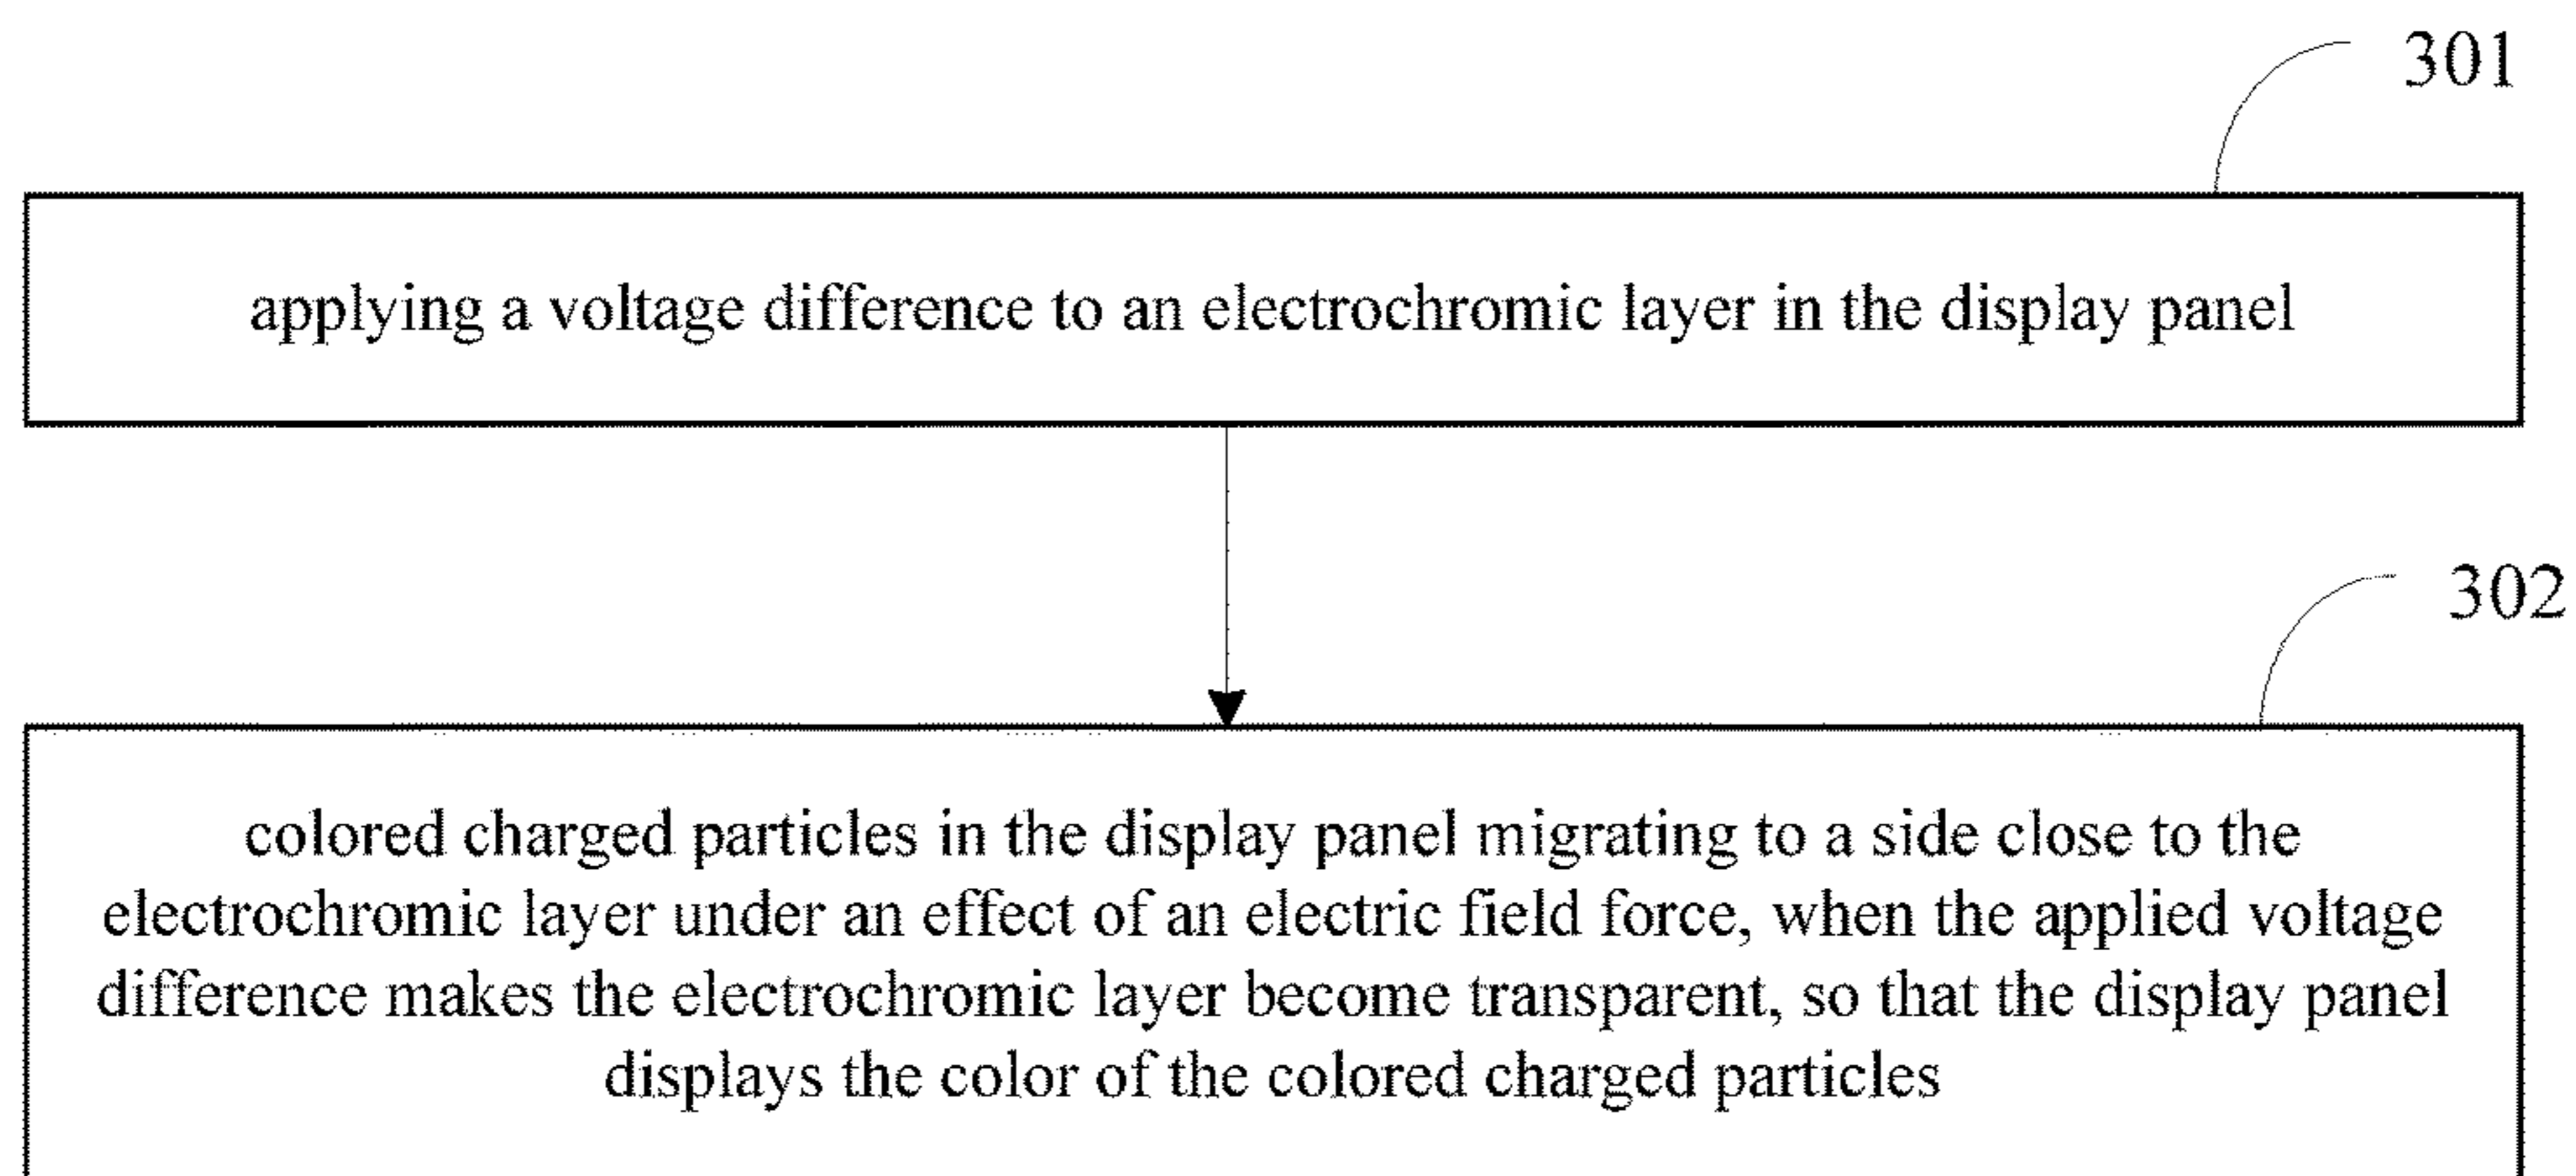 301
applying a voltage difference to an electrochromic layer in the display panel
302
colored charged particles in the display panel migrating to a side close to the
electrochromic layer under an effect of an electric field force, when the applied voltage
difference makes the electrochromic layer become transparent, so that the display panel
displays the color of the colored charged particles